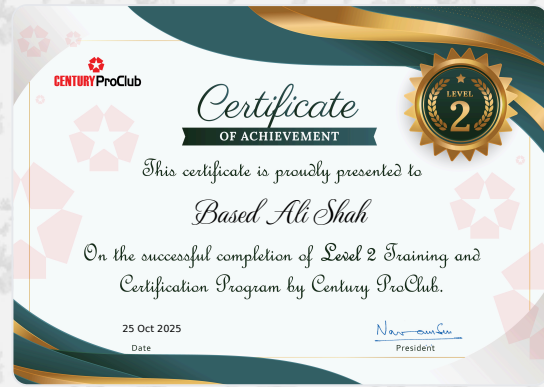 CENTURY ProClub
LEVEL
2
Certificate
OF ACHIEVEMENT
This certificate is proudly presented to
Based Ali Shah
On the successful completion of Level 2 Training and
Certification Program by Century ProClub.
25 Oct 2025
Date
President